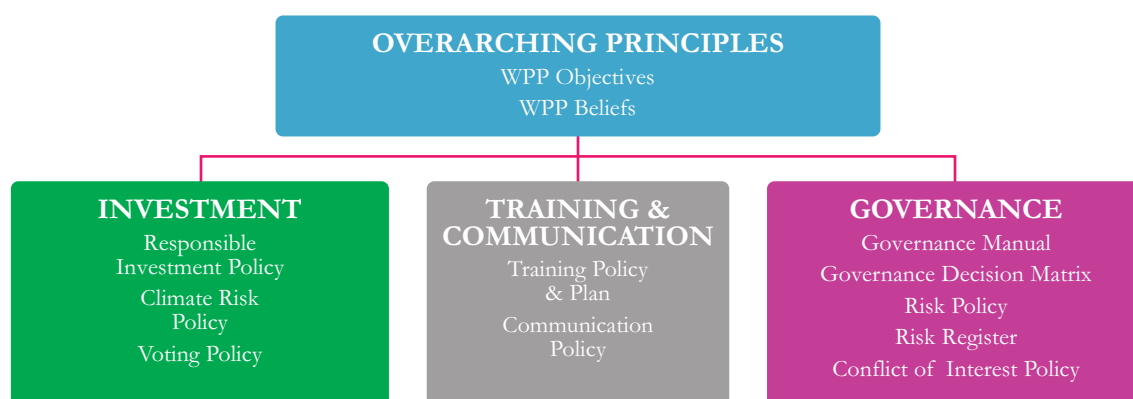 OVERARCHING PRINCIPLES
WPP Objectives
WPP Beliefs
INVESTMENT
Responsible
Investment Policy
Climate Risk
Policy
Voting Policy
TRAINING &
COMMUNICATION
Training Policy
& Plan
Communication
Policy
GOVERNANCE
Governance Manual
Governance Decision Matrix
Risk Policy
Risk Register
Conflict of Interest Policy